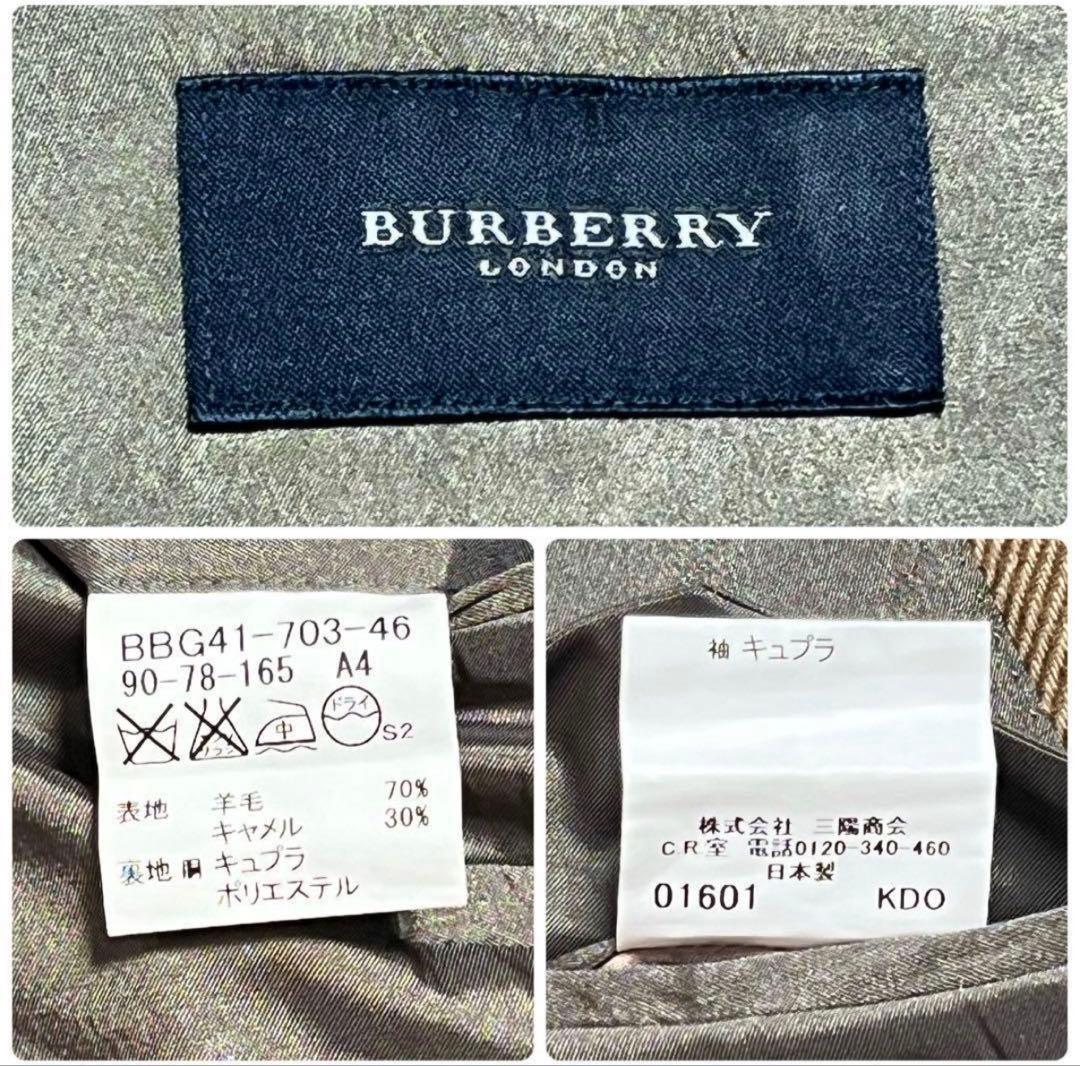 BURBERRY
LONDON
BBG41-703-46
90-78-165 A4
中 ドライ S2
表地 羊毛 70%
キャメル 30%
裏地 胴 キュプラ
ポリエステル
袖 キュプラ
株式会社 三陽商会
C.R室 電話0120-340-460
日本製
01601 KDO